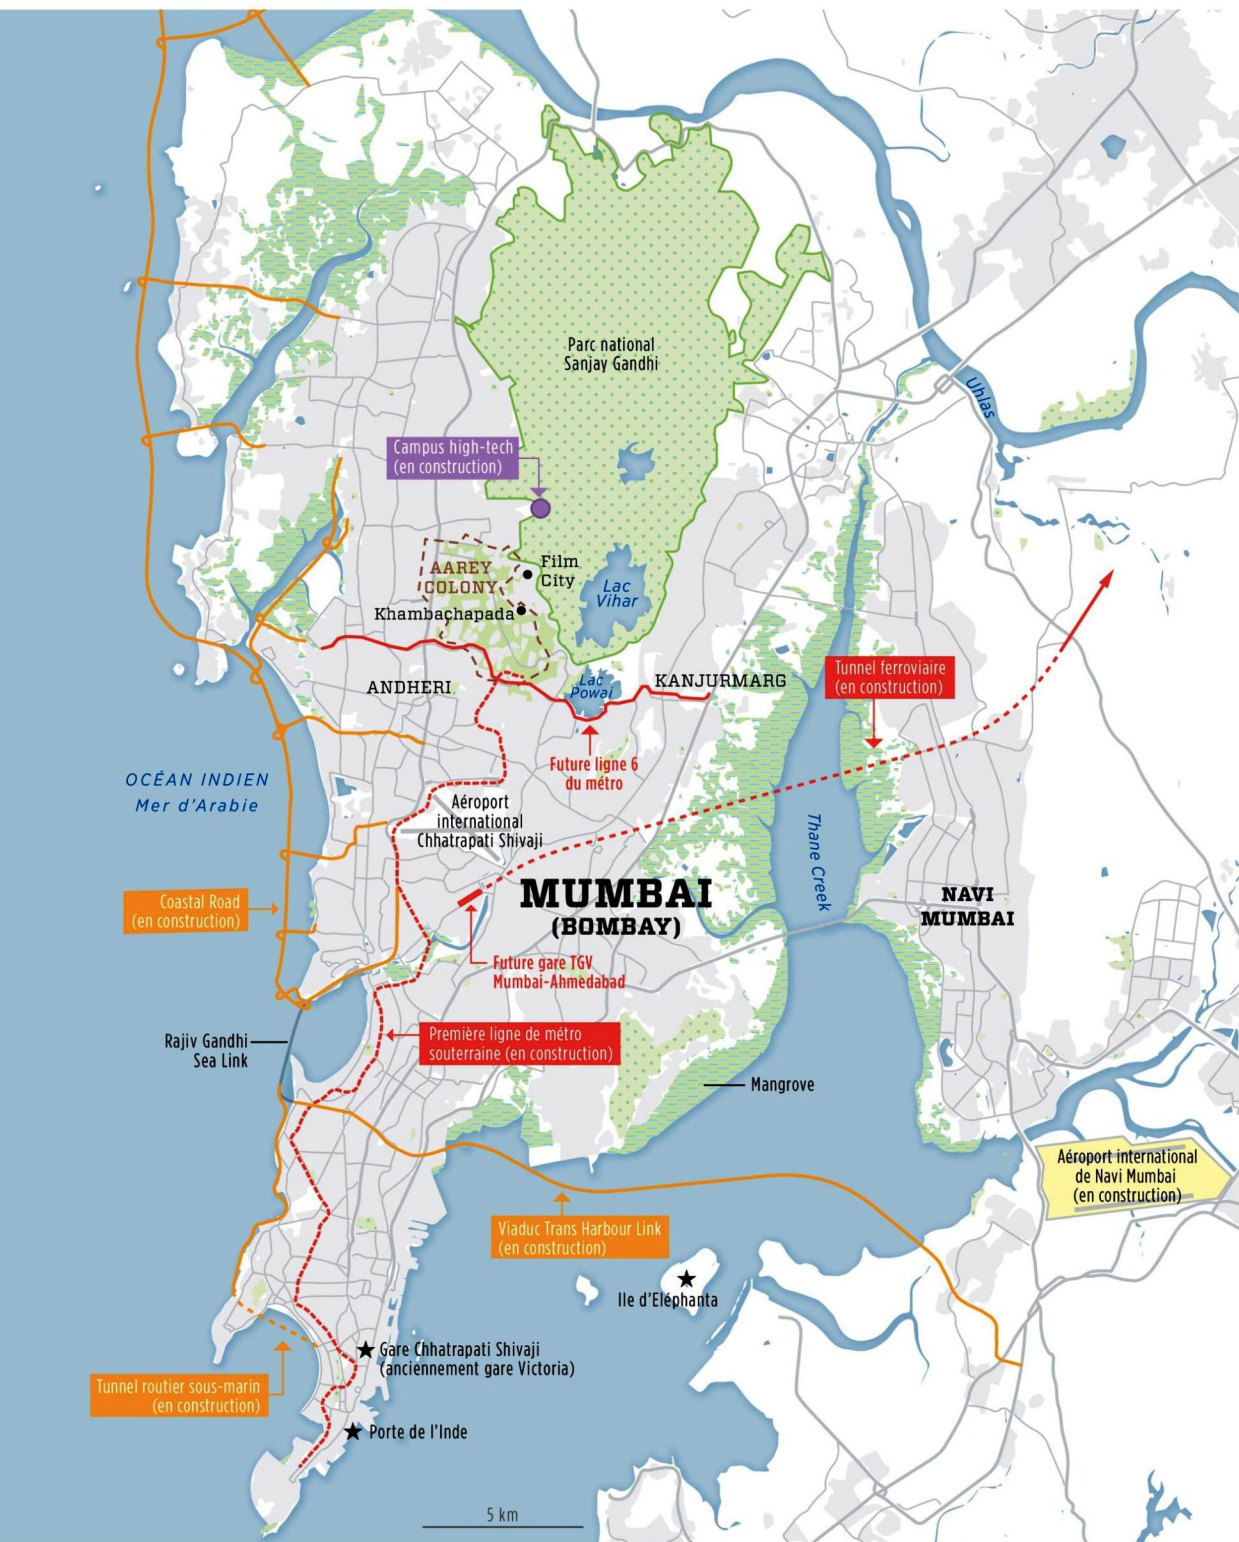 Parc national
Sanjay Gandhi
Uhlas
Campus high-tech
(en construction)
AAREY
COLONY
Film
City
Khambachapada
Lac
Vihar
ANDHERI
Lac
Powai
KANJURMARG
Tunnel ferroviaire
(en construction)
Future ligne 6
du métro
OCÉAN INDIEN
Mer d'Arabie
Aéroport
international
Chhatrapati Shivaji
Thane Creek
MUMBAI
(BOMBAY)
NAVI
MUMBAI
Coastal Road
(en construction)
Future gare TGV
Mumbai-Ahmedabad
Rajiv Gandhi
Sea Link
Première ligne de métro
souterraine (en construction)
Mangrove
Aéroport international
de Navi Mumbai
(en construction)
Viaduc Trans Harbour Link
(en construction)
Ile d'Eléphanta
Gare Chhatrapati Shivaji
(anciennement gare Victoria)
Tunnel routier sous-marin
(en construction)
Porte de l'Inde
5 km